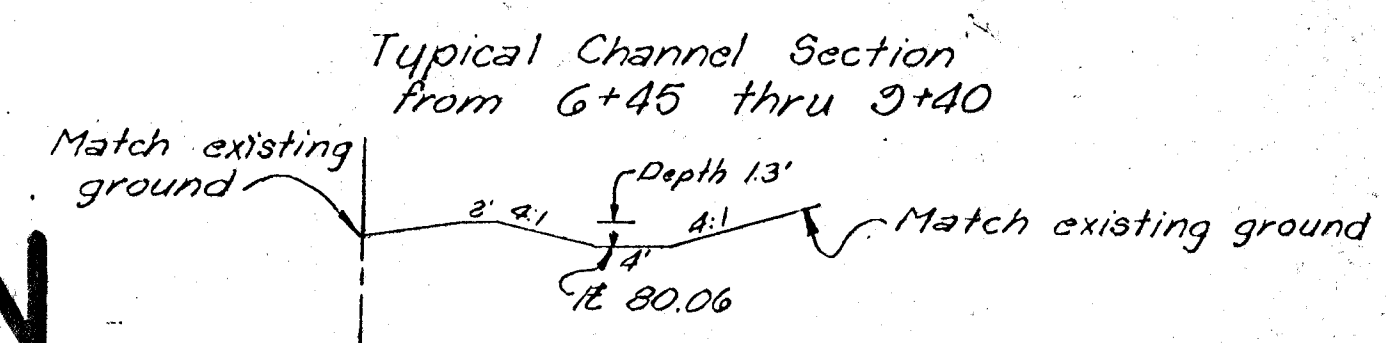 Typical Channel Section
from 6+45 thru 9+40
Match existing
ground
Depth 1.3'
2' 4:1
4:1
Match existing ground
4'
80.06